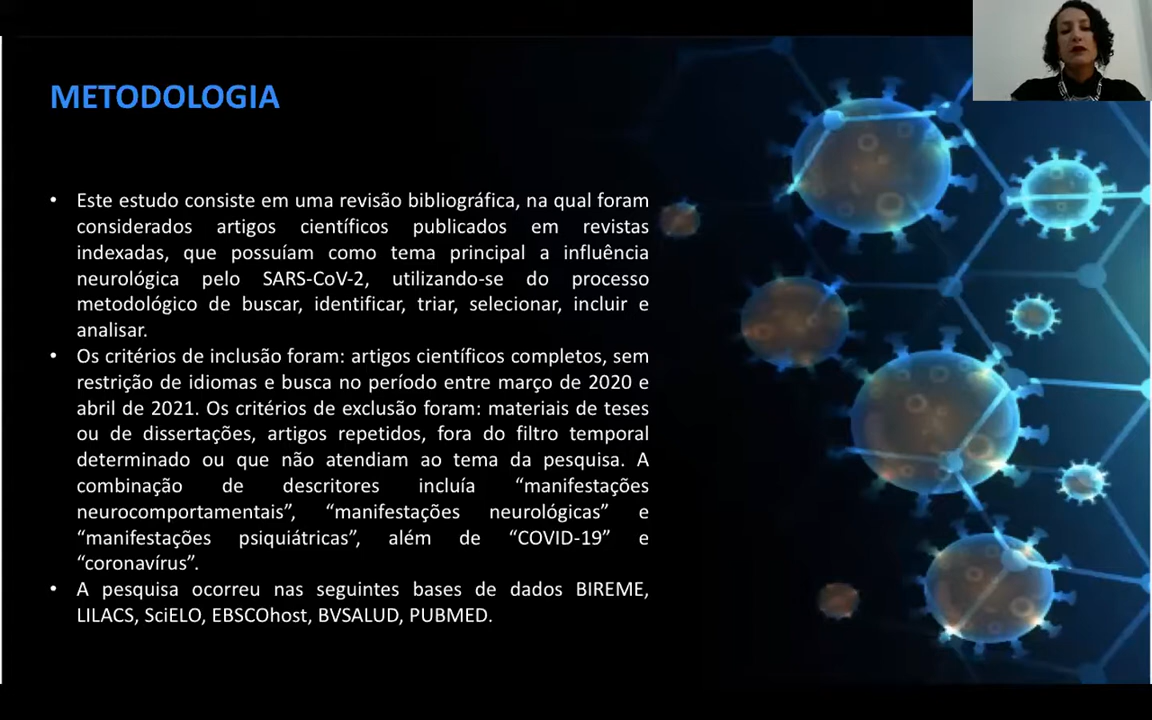 METODOLOGIA
• Este estudo consiste em uma revisão bibliográfica, na qual foram
considerados artigos científicos publicados em revistas
indexadas, que possuíam como tema principal a influência
neurológica pelo SARS-CoV-2, utilizando-se do processo
metodológico de buscar, identificar, triar, selecionar, incluir e
analisar.
• Os critérios de inclusão foram: artigos científicos completos, sem
restrição de idiomas e busca no período entre março de 2020 e
abril de 2021. Os critérios de exclusão foram: materiais de teses
ou de dissertações, artigos repetidos, fora do filtro temporal
determinado ou que não atendiam ao tema da pesquisa. A
combinação de descritores incluía “manifestações
neurocomportamentais”, “manifestações neurológicas” e
“manifestações psiquiátricas”, além de “COVID-19” e
“coronavírus”.
• A pesquisa ocorreu nas seguintes bases de dados BIREME,
LILACS, SciELO, EBSCOhost, BVSALUD, PUBMED.